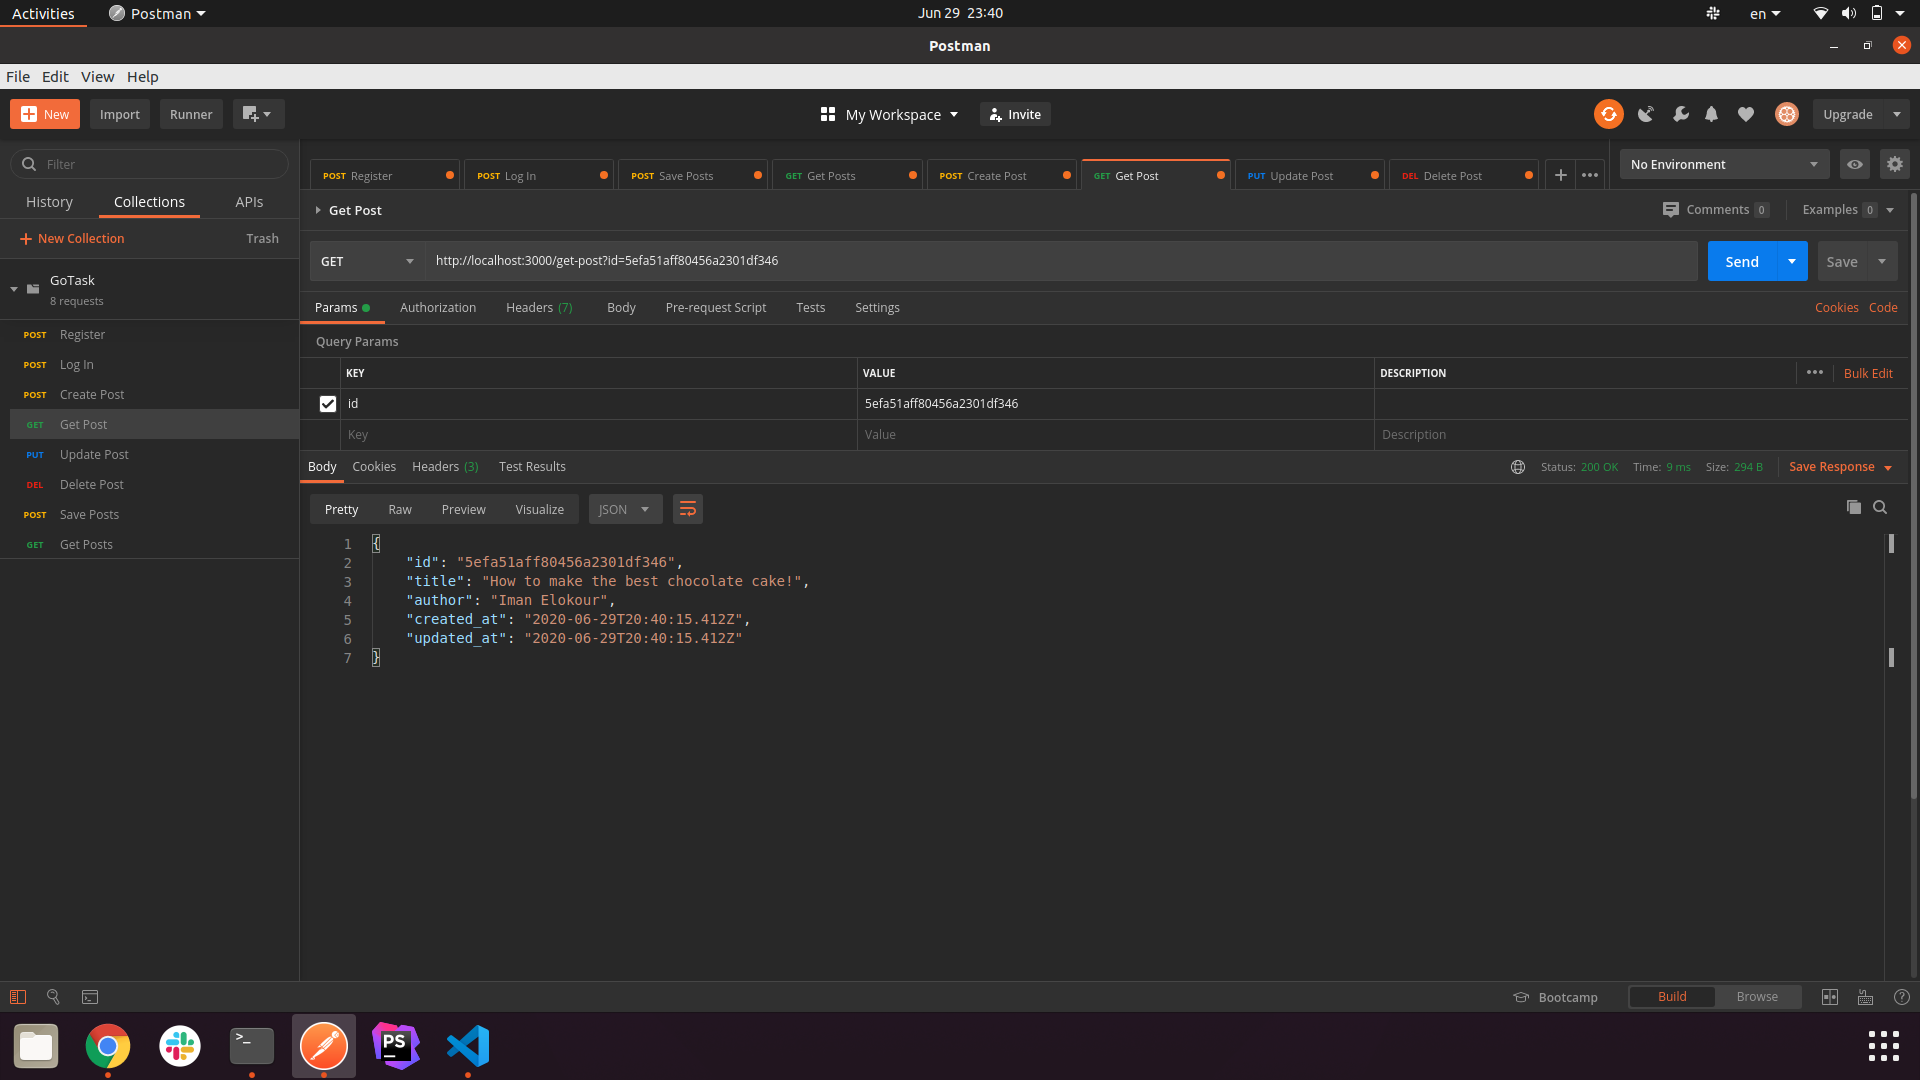 Activities Postman Jun 29 23:40 en
Postman
File Edit View Help
New Import Runner My Workspace Invite Upgrade
Filter
POST Register POST Log In POST Save Posts GET Get Posts POST Create Post GET Get Post PUT Update Post DEL Delete Post No Environment
History Collections APIs
Get Post Comments 0 Examples 0
New Collection Trash
GET http://localhost:3000/get-post?id=5efa51aff80456a2301df346 Send Save
GoTask
8 requests
Params Authorization Headers (7) Body Pre-request Script Tests Settings Cookies Code
POST Register
Query Params
POST Log In
KEY VALUE DESCRIPTION Bulk Edit
POST Create Post
id 5efa51aff80456a2301df346
GET Get Post
Key Value Description
PUT Update Post
Body Cookies Headers (3) Test Results Status: 200 OK Time: 9 ms Size: 294 B Save Response
DEL Delete Post
POST Save Posts
Pretty Raw Preview Visualize JSON
GET Get Posts
1 {
2 "id": "5efa51aff80456a2301df346",
3 "title": "How to make the best chocolate cake!",
4 "author": "Iman Elokour",
5 "created_at": "2020-06-29T20:40:15.412Z",
6 "updated_at": "2020-06-29T20:40:15.412Z"
7 }
Bootcamp Build Browse
>_ PS